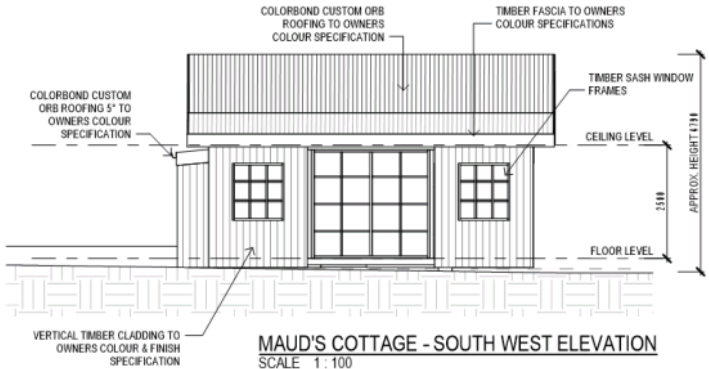 COLORBOND CUSTOM ORB
ROOFING TO OWNERS
COLOUR SPECIFICATION
TIMBER FASCIA TO OWNERS
COLOUR SPECIFICATIONS
COLORBOND CUSTOM
ORB ROOFING 5° TO
OWNERS COLOUR
SPECIFICATION
TIMBER SASH WINDOW
FRAMES
CEILING LEVEL
2500
APPROX. HEIGHT 4790
FLOOR LEVEL
VERTICAL TIMBER CLADDING TO
OWNERS COLOUR & FINISH
SPECIFICATION
MAUD'S COTTAGE - SOUTH WEST ELEVATION
SCALE 1 : 100